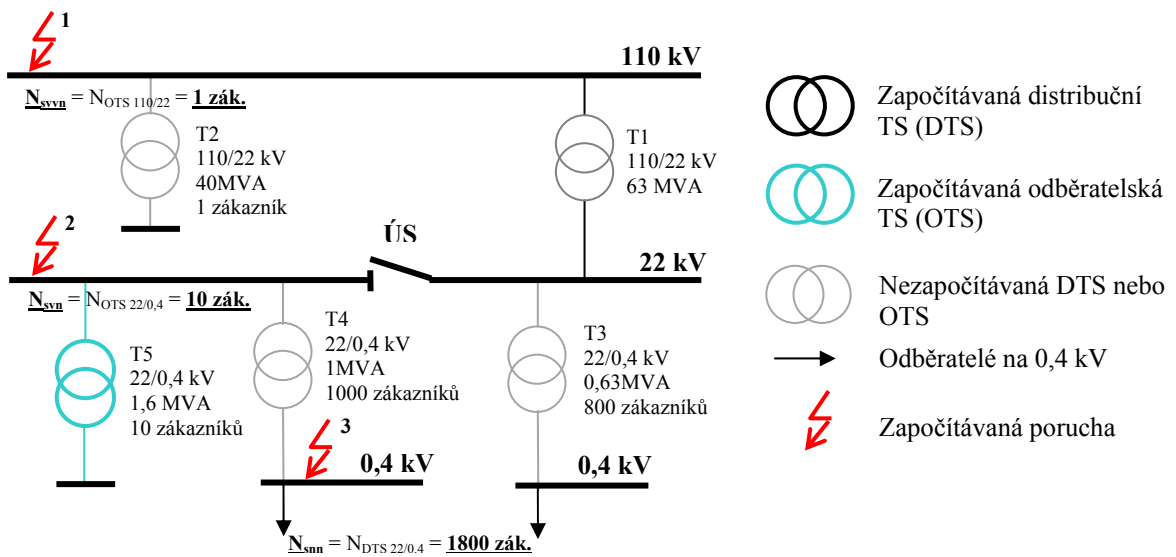 1
110 kV
N_svvn = N_OTS 110/22 = 1 zák.
T2
110/22 kV
40MVA
1 zákazník
T1
110/22 kV
63 MVA
2
ÚS
22 kV
N_svn = N_OTS 22/0,4 = 10 zák.
T5
22/0,4 kV
1,6 MVA
10 zákazníků
T4
22/0,4 kV
1MVA
1000 zákazníků
T3
22/0,4 kV
0,63MVA
800 zákazníků
3
0,4 kV
0,4 kV
N_snn = N_DTS 22/0,4 = 1800 zák.
Započítávaná distribuční
TS (DTS)
Započítávaná odběratelská
TS (OTS)
Nezapočítávaná DTS nebo
OTS
Odběratelé na 0,4 kV
Započítávaná porucha